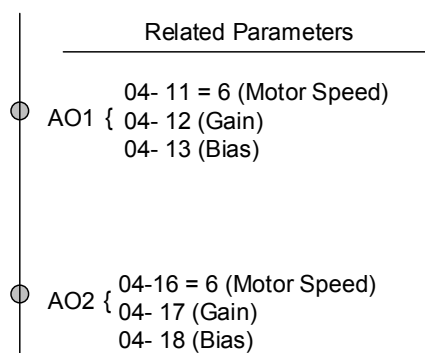 Related Parameters
04- 11 = 6 (Motor Speed)
AO1 { 04- 12 (Gain)
04- 13 (Bias)
04-16 = 6 (Motor Speed)
AO2 { 04- 17 (Gain)
04- 18 (Bias)